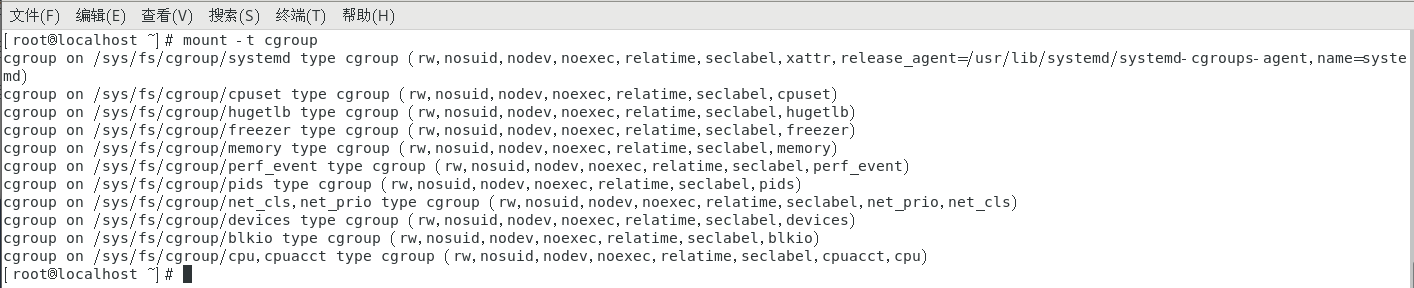 文件(F) 编辑(E) 查看(V) 搜索(S) 终端(T) 帮助(H)
[root@localhost ~]# mount -t cgroup
cgroup on /sys/fs/cgroup/systemd type cgroup (rw,nosuid,nodev,noexec,relatime,seclabel,xattr,release_agent=/usr/lib/systemd/systemd-cgroups-agent,name=syste
md)
cgroup on /sys/fs/cgroup/cpuset type cgroup (rw,nosuid,nodev,noexec,relatime,seclabel,cpuset)
cgroup on /sys/fs/cgroup/hugetlb type cgroup (rw,nosuid,nodev,noexec,relatime,seclabel,hugetlb)
cgroup on /sys/fs/cgroup/freezer type cgroup (rw,nosuid,nodev,noexec,relatime,seclabel,freezer)
cgroup on /sys/fs/cgroup/memory type cgroup (rw,nosuid,nodev,noexec,relatime,seclabel,memory)
cgroup on /sys/fs/cgroup/perf_event type cgroup (rw,nosuid,nodev,noexec,relatime,seclabel,perf_event)
cgroup on /sys/fs/cgroup/pids type cgroup (rw,nosuid,nodev,noexec,relatime,seclabel,pids)
cgroup on /sys/fs/cgroup/net_cls,net_prio type cgroup (rw,nosuid,nodev,noexec,relatime,seclabel,net_prio,net_cls)
cgroup on /sys/fs/cgroup/devices type cgroup (rw,nosuid,nodev,noexec,relatime,seclabel,devices)
cgroup on /sys/fs/cgroup/blkio type cgroup (rw,nosuid,nodev,noexec,relatime,seclabel,blkio)
cgroup on /sys/fs/cgroup/cpu,cpuacct type cgroup (rw,nosuid,nodev,noexec,relatime,seclabel,cpuacct,cpu)
[root@localhost ~]#